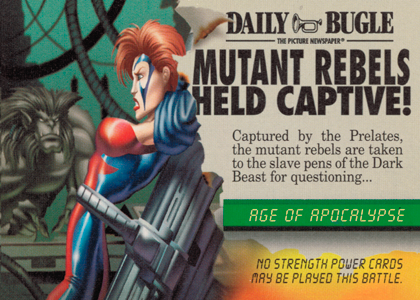 DAILY BUGLE
THE PICTURE NEWSPAPER®
MUTANT REBELS
HELD CAPTIVE!
Captured by the Prelates,
the mutant rebels are taken
to the slave pens of the Dark
Beast for questioning...
AGE OF APOCALYPSE
NO STRENGTH POWER CARDS
MAY BE PLAYED THIS BATTLE.